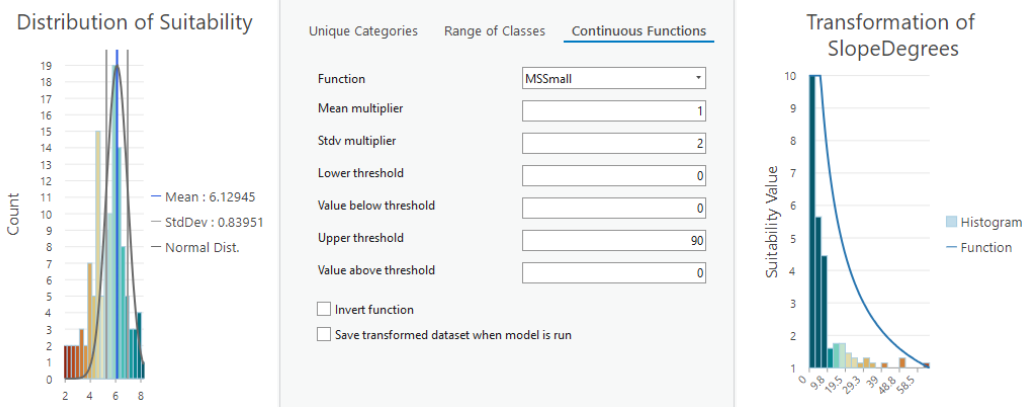 Distribution of Suitability
19
18
17
16
15
14
13
12
11
10
9
8
7
6
5
4
3
2
1
0
Count
2 4 6 8
Mean : 6.12945
StdDev : 0.83951
Normal Dist.
Unique Categories Range of Classes Continuous Functions
Function MSSmall
Mean multiplier 1
Stdv multiplier 2
Lower threshold 0
Value below threshold 0
Upper threshold 90
Value above threshold 0
Invert function
Save transformed dataset when model is run
Transformation of
SlopeDegrees
10
9
8
7
6
5
4
3
2
1
Suitability Value
0 9.8 19.5 29.3 39 48.8 58.5
Histogram
Function